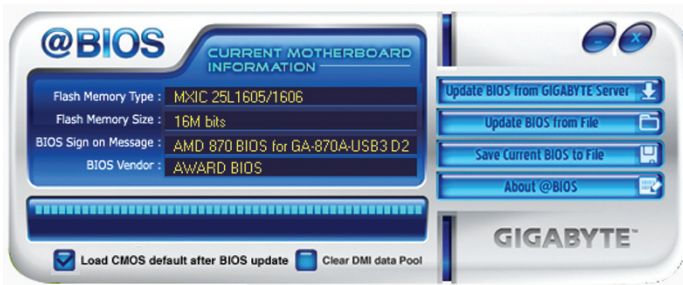 @BIOS
CURRENT MOTHERBOARD
INFORMATION
Flash Memory Type : MXIC 25L1605/1606
Flash Memory Size : 16M bits
BIOS Sign on Message : AMD 870 BIOS for GA-870A-USB3 D2
BIOS Vendor : AWARD BIOS
Load CMOS default after BIOS update
Clear DMI data Pool
Update BIOS from GIGABYTE Server
Update BIOS from File
Save Current BIOS to File
About @BIOS
GIGABYTE™